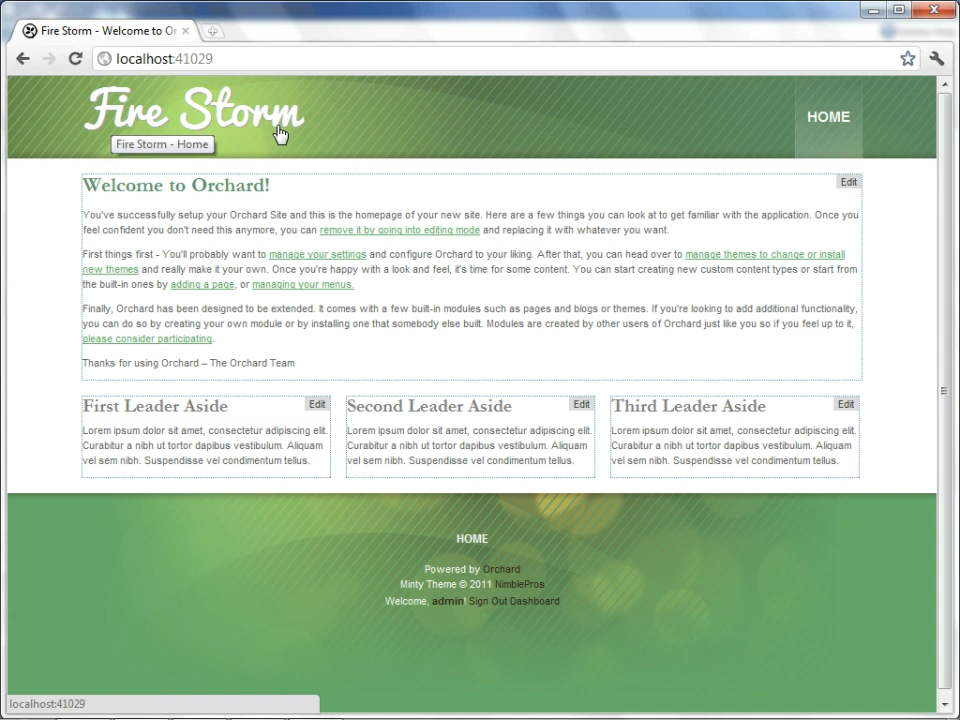 Fire Storm - Welcome to Or
localhost:41029
Fire Storm
HOME
Fire Storm - Home
Welcome to Orchard!
Edit
You've successfully setup your Orchard Site and this is the homepage of your new site. Here are a few things you can look at to get familiar with the application. Once you
feel confident you don't need this anymore, you can remove it by going into editing mode and replacing it with whatever you want.
First things first - You'll probably want to manage your settings and configure Orchard to your liking. After that, you can head over to manage themes to change or install
new themes and really make it your own. Once you're happy with a look and feel, it's time for some content. You can start creating new custom content types or start from
the built-in ones by adding a page, or managing your menus.
Finally, Orchard has been designed to be extended. It comes with a few built-in modules such as pages and blogs or themes. If you're looking to add additional functionality,
you can do so by creating your own module or by installing one that somebody else built. Modules are created by other users of Orchard just like you so if you feel up to it,
please consider participating.
Thanks for using Orchard – The Orchard Team
First Leader Aside
Edit
Lorem ipsum dolor sit amet, consectetur adipiscing elit.
Curabitur a nibh ut tortor dapibus vestibulum. Aliquam
vel sem nibh. Suspendisse vel condimentum tellus.
Second Leader Aside
Edit
Lorem ipsum dolor sit amet, consectetur adipiscing elit.
Curabitur a nibh ut tortor dapibus vestibulum. Aliquam
vel sem nibh. Suspendisse vel condimentum tellus.
Third Leader Aside
Edit
Lorem ipsum dolor sit amet, consectetur adipiscing elit.
Curabitur a nibh ut tortor dapibus vestibulum. Aliquam
vel sem nibh. Suspendisse vel condimentum tellus.
HOME
Powered by Orchard
Minty Theme © 2011 NimblePros
Welcome, admin! Sign Out Dashboard
localhost:41029